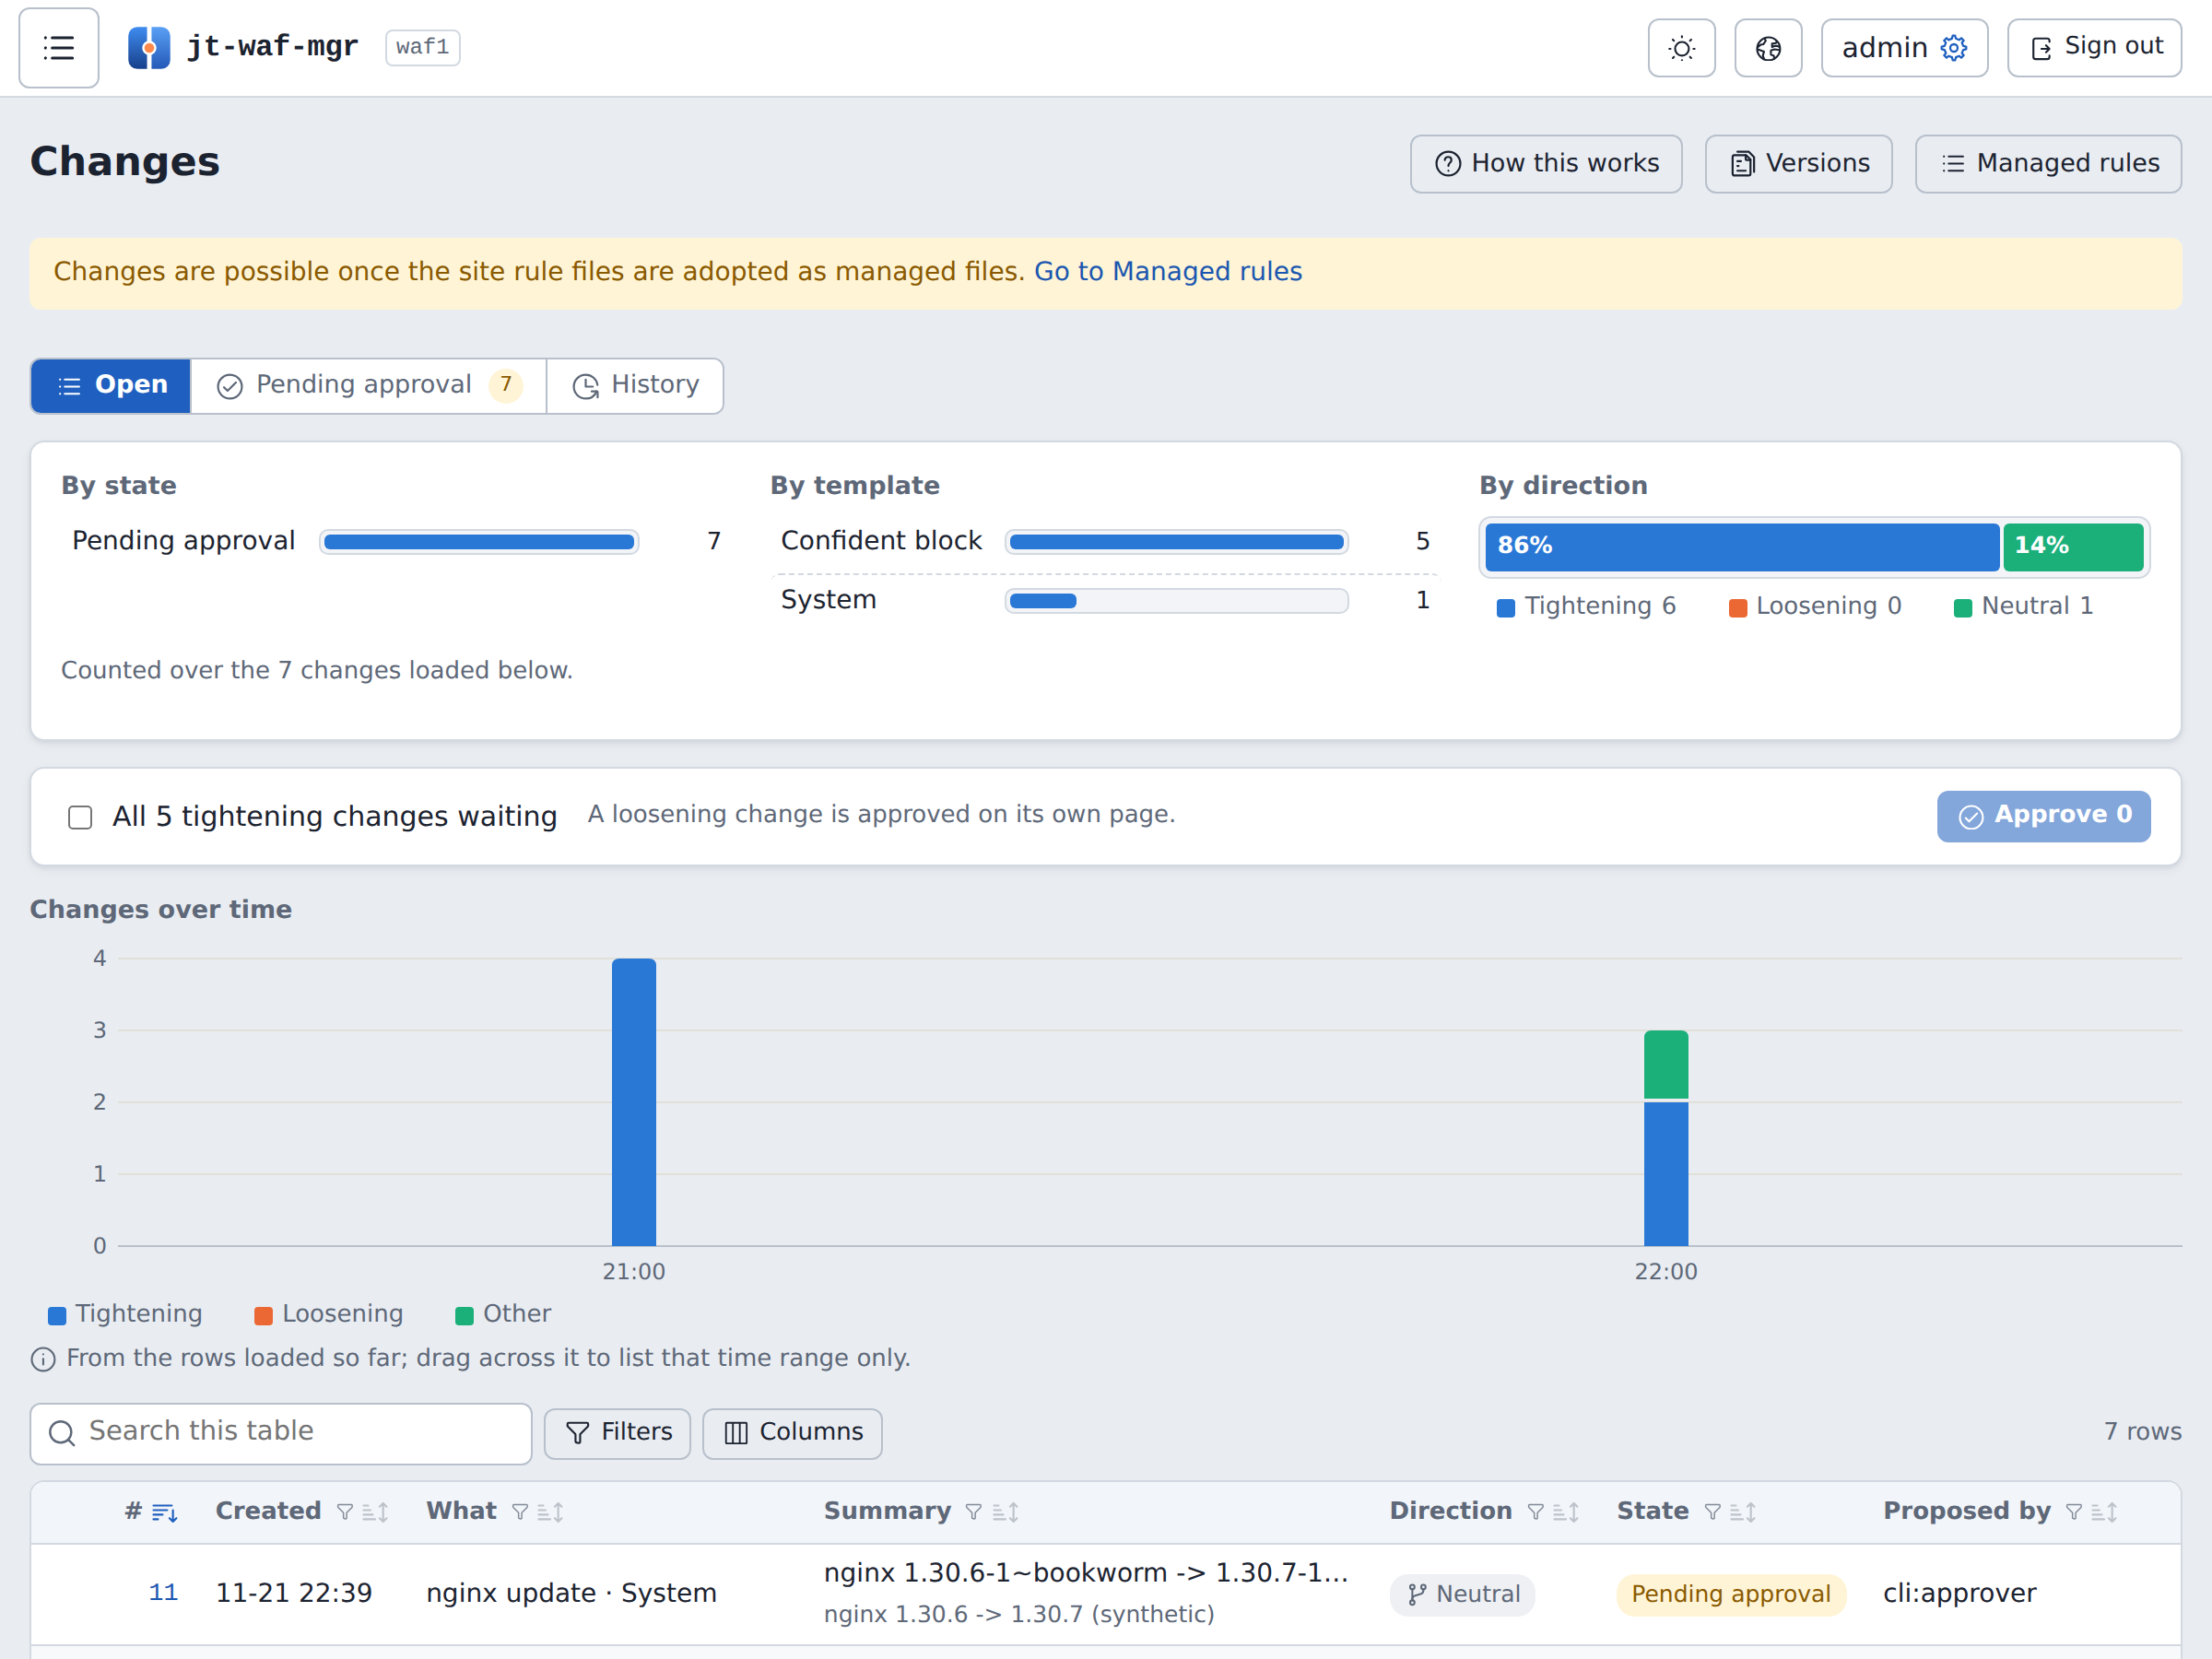 jt-waf-mgr waf1 admin Sign out
Changes How this works Versions Managed rules
Changes are possible once the site rule files are adopted as managed files. Go to Managed rules
Open Pending approval 7 History
By state By template By direction
Pending approval 7 Confident block 5 86% 14%
System 1 Tightening 6 Loosening 0 Neutral 1
Counted over the 7 changes loaded below.
All 5 tightening changes waiting A loosening change is approved on its own page. Approve 0
Changes over time
4
3
2
1
0
21:00 22:00
Tightening Loosening Other
From the rows loaded so far; drag across it to list that time range only.
Search this table Filters Columns 7 rows
# Created What Summary Direction State Proposed by
11 11-21 22:39 nginx update · System nginx 1.30.6-1~bookworm -> 1.30.7-1… Neutral Pending approval cli:approver
nginx 1.30.6 -> 1.30.7 (synthetic)